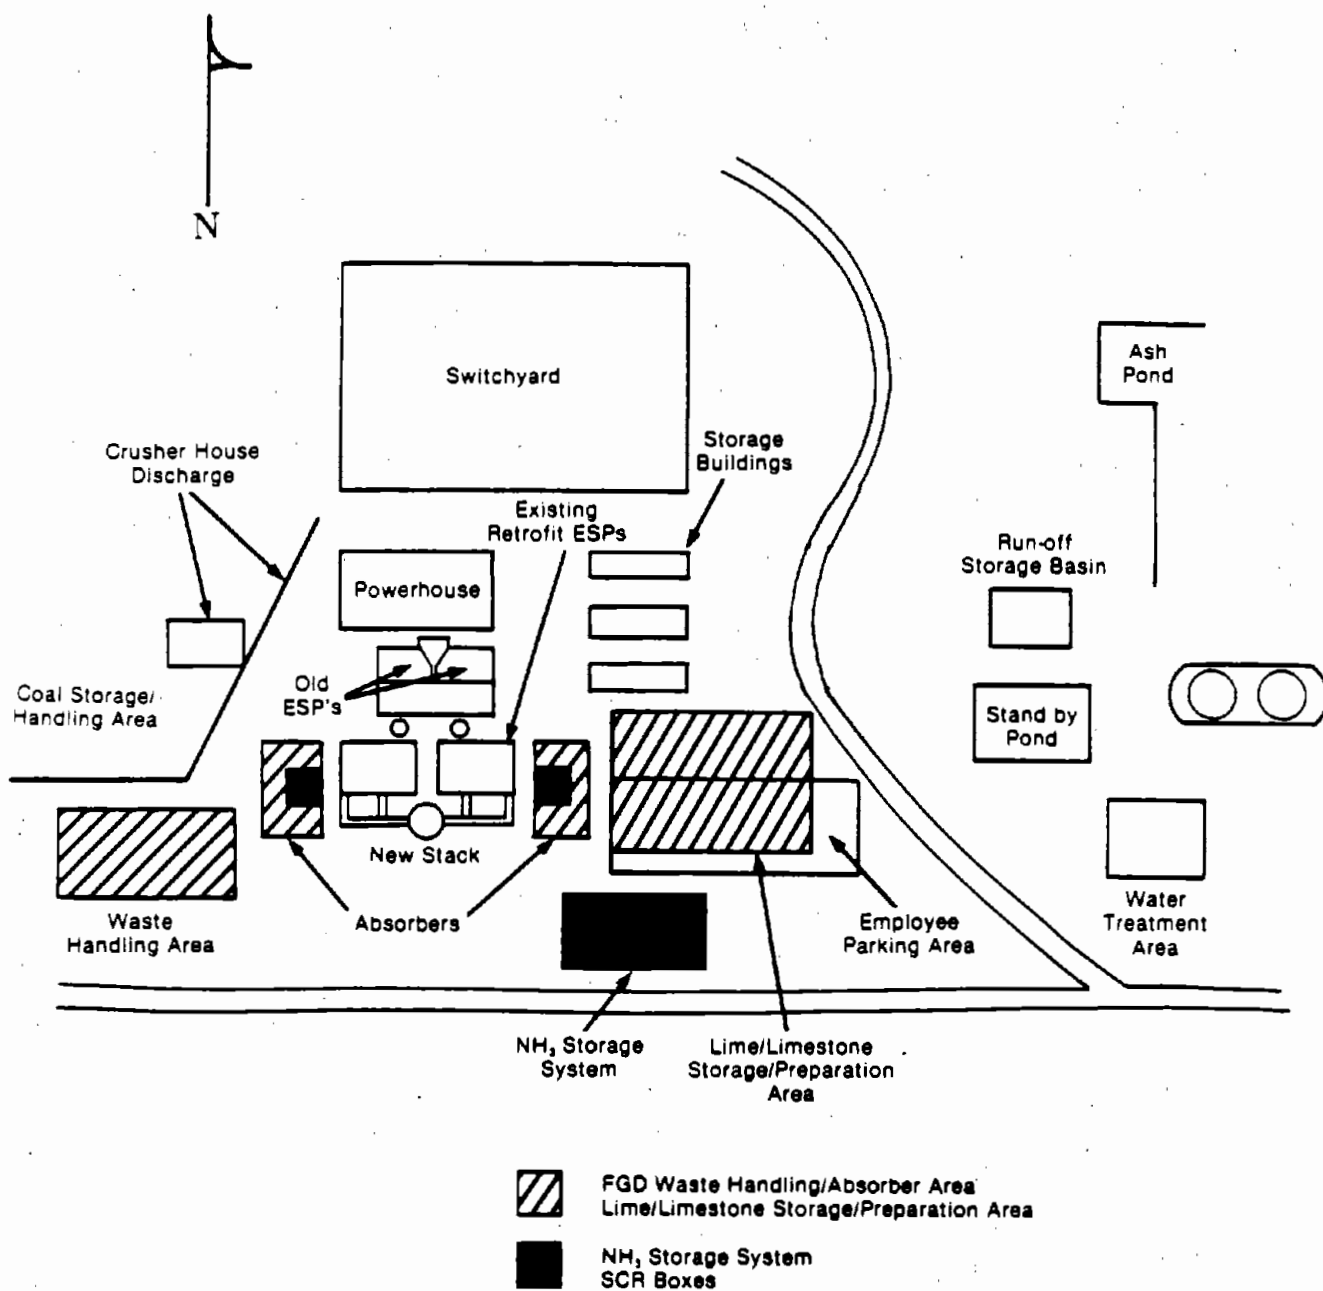 N
Switchyard
Ash
Pond
Crusher House
Discharge
Storage
Buildings
Existing
Retrofit ESPs
Run-off
Storage Basin
Powerhouse
Old
ESP's
Coal Storage/
Handling Area
Stand by
Pond
New Stack
Waste
Handling Area
Absorbers
Employee
Parking Area
Water
Treatment
Area
NH₃ Storage
System
Lime/Limestone
Storage/Preparation
Area
FGD Waste Handling/Absorber Area
Lime/Limestone Storage/Preparation Area
NH₃ Storage System
SCR Boxes